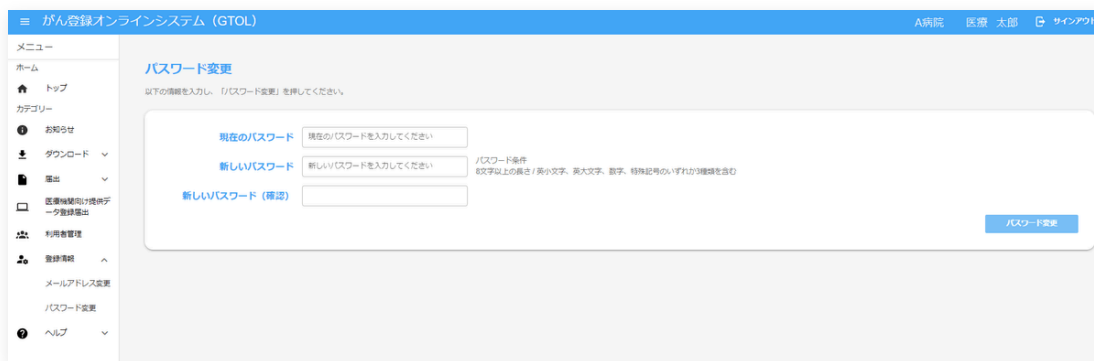 がん登録オンラインシステム（GTOL）
A病院 医療 太郎 サインアウト
メニュー
ホーム
トップ
カテゴリー
お知らせ
ダウンロード
届出
医療機関向け提供デ
ータ登録届出
利用者管理
登録情報
メールアドレス変更
パスワード変更
ヘルプ
パスワード変更
以下の情報を入力し、「パスワード変更」を押してください。
現在のパスワード 現在のパスワードを入力してください
新しいパスワード 新しいパスワードを入力してください
パスワード条件
8文字以上の長さ / 英小文字、英大文字、数字、特殊記号のいずれか3種類を含む
新しいパスワード（確認）
パスワード変更